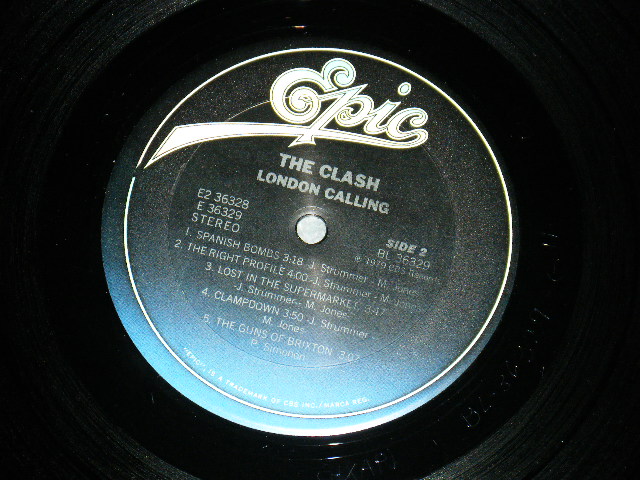 Epic
THE CLASH
LONDON CALLING
E2 36328
E 36329
STEREO
SIDE 2
BL 36329
℗ 1979 CBS Records
1. SPANISH BOMBS 3:18 -J. Strummer - M. Jones-
2. THE RIGHT PROFILE 4:00 -J. Strummer - M. Jones-
3. LOST IN THE SUPERMARKET 3:47
-J. Strummer - M. Jones-
4. CLAMPDOWN 3:50 -J. Strummer -
M. Jones-
5. THE GUNS OF BRIXTON 3:07
P. Simonon
"EPIC", IS A TRADEMARK OF CBS INC./MARCA REG.